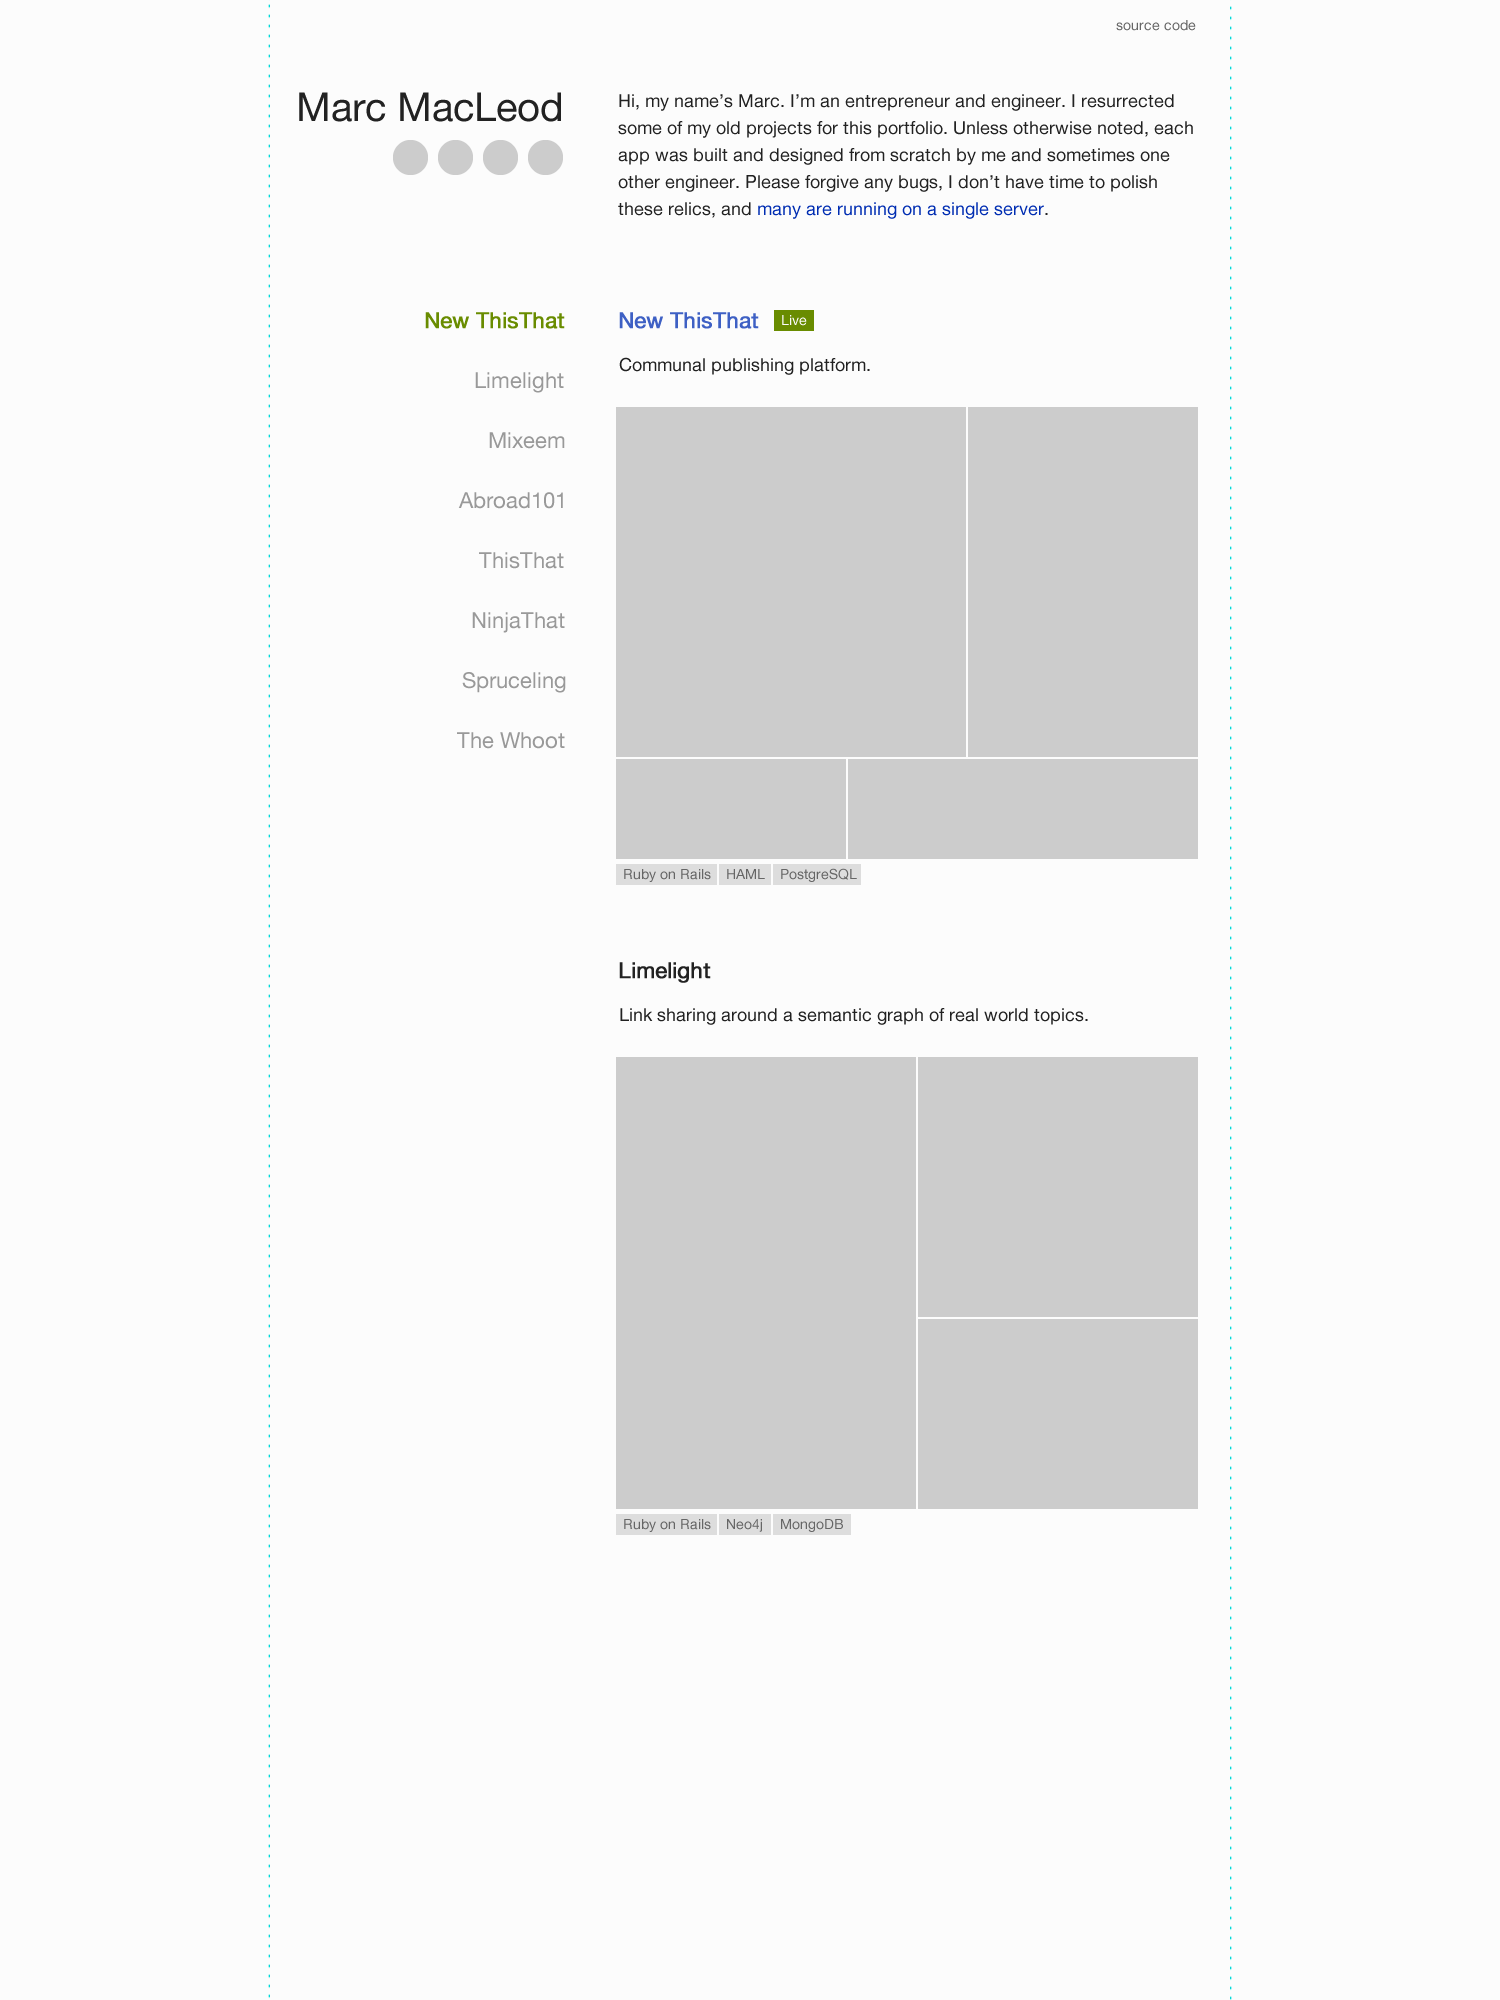 source code
Marc MacLeod
Hi, my name’s Marc. I’m an entrepreneur and engineer. I resurrected
some of my old projects for this portfolio. Unless otherwise noted, each
app was built and designed from scratch by me and sometimes one
other engineer. Please forgive any bugs, I don’t have time to polish
these relics, and many are running on a single server.
New ThisThat
Limelight
Mixeem
Abroad101
ThisThat
NinjaThat
Spruceling
The Whoot
New ThisThat Live
Communal publishing platform.
Ruby on Rails HAML PostgreSQL
Limelight
Link sharing around a semantic graph of real world topics.
Ruby on Rails Neo4j MongoDB